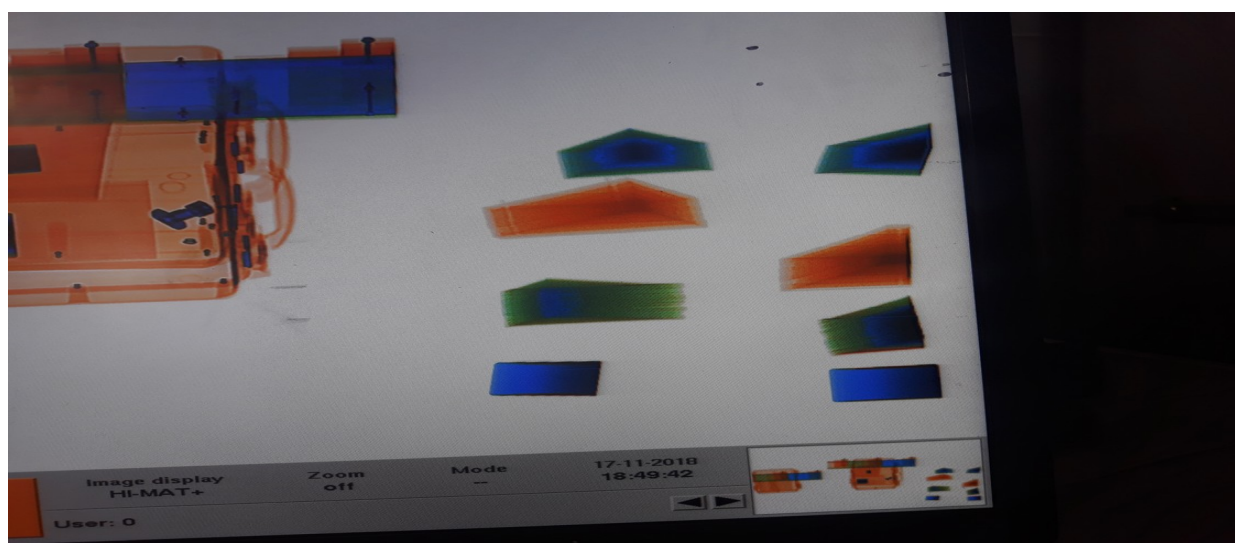 Image display
HI-MAT+
Zoom
off
Mode
--
17-11-2018
18:49:42
User: 0